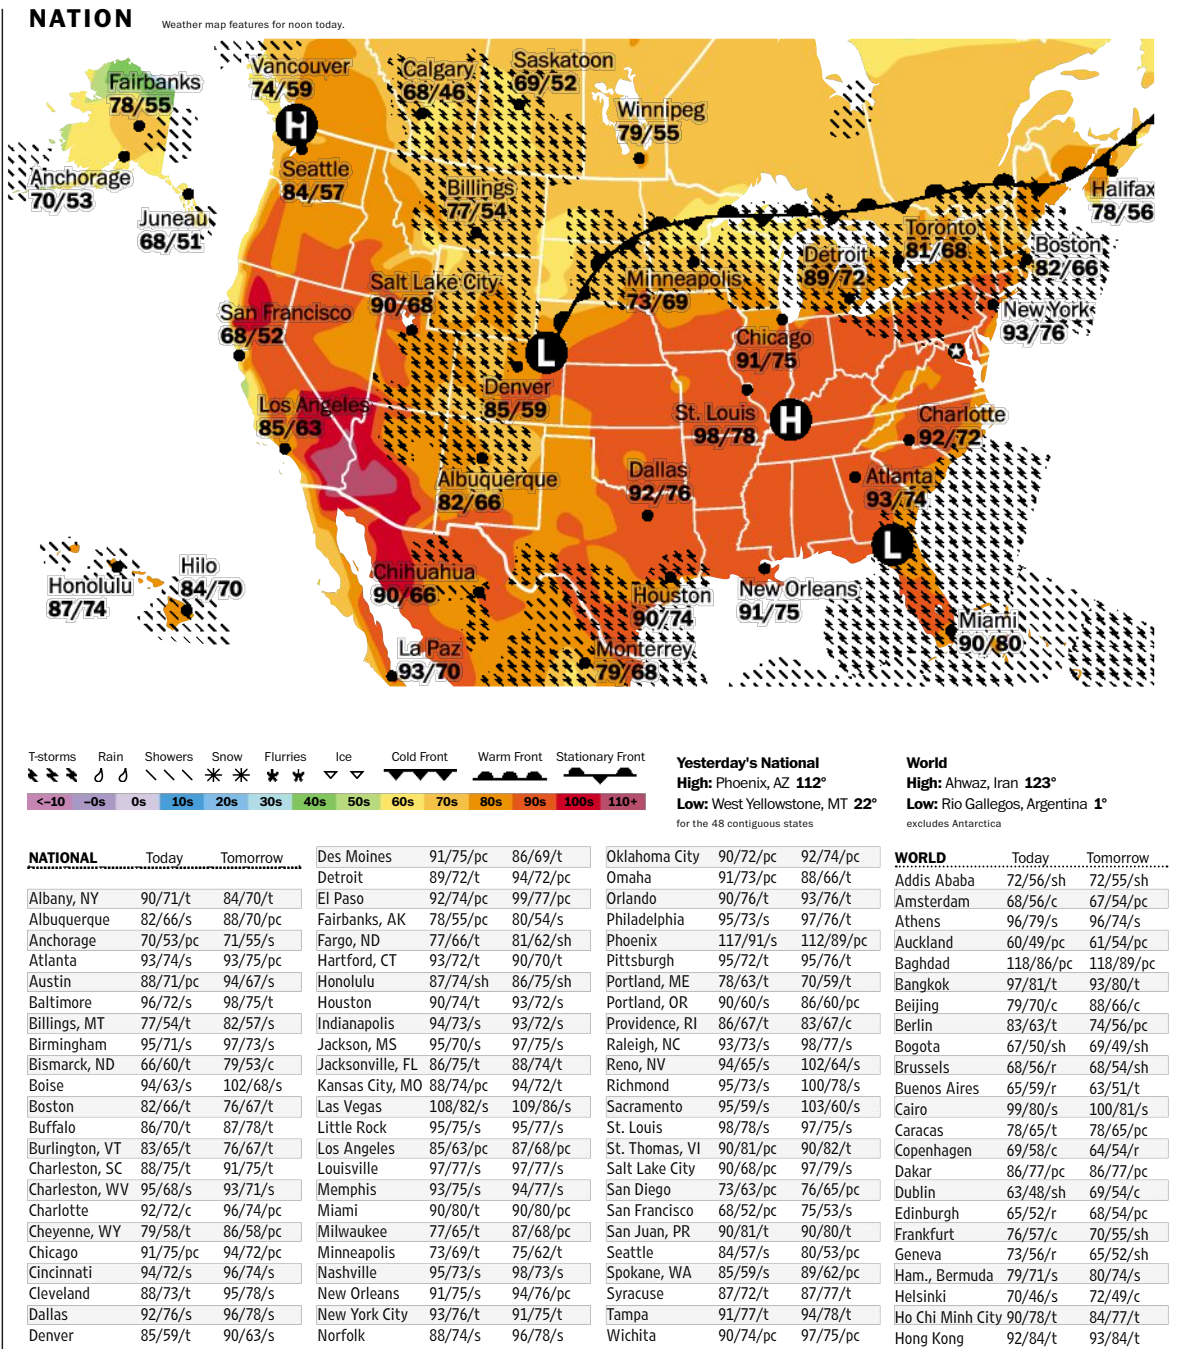 NATION
Weather map features for noon today.
Vancouver
74/59
Calgary
68/46
Saskatoon
69/52
Fairbanks
78/55
Winnipeg
79/55
H
Anchorage
70/53
Seattle
84/57
Billings
77/54
Halifax
78/56
Juneau
68/51
Toronto
81/68
Boston
82/66
Detroit
89/72
Salt Lake City
90/68
Minneapolis
73/69
San Francisco
68/52
New York
93/76
Chicago
91/75
L
Denver
85/59
Los Angeles
85/63
St. Louis
98/78
H
Charlotte
92/72
Albuquerque
82/66
Dallas
92/76
Atlanta
93/74
L
Hilo
84/70
Honolulu
87/74
Chihuahua
90/66
Houston
90/74
New Orleans
91/75
Miami
90/80
La Paz
93/70
Monterrey
79/68
T-storms Rain Showers Snow Flurries Ice Cold Front Warm Front Stationary Front
<-10 -0s 0s 10s 20s 30s 40s 50s 60s 70s 80s 90s 100s 110+
Yesterday's National
High: Phoenix, AZ 112°
Low: West Yellowstone, MT 22°
for the 48 contiguous states
World
High: Ahwaz, Iran 123°
Low: Rio Gallegos, Argentina 1°
excludes Antarctica
NATIONAL Today Tomorrow
Albany, NY 90/71/t 84/70/t
Albuquerque 82/66/s 88/70/pc
Anchorage 70/53/pc 71/55/s
Atlanta 93/74/s 93/75/pc
Austin 88/71/pc 94/67/s
Baltimore 96/72/s 98/75/t
Billings, MT 77/54/t 82/57/s
Birmingham 95/71/s 97/73/s
Bismarck, ND 66/60/t 79/53/c
Boise 94/63/s 102/68/s
Boston 82/66/t 76/67/t
Buffalo 86/70/t 87/78/t
Burlington, VT 83/65/t 76/67/t
Charleston, SC 88/75/t 91/75/t
Charleston, WV 95/68/s 93/71/s
Charlotte 92/72/c 96/74/pc
Cheyenne, WY 79/58/t 86/58/pc
Chicago 91/75/pc 94/72/pc
Cincinnati 94/72/s 96/74/s
Cleveland 88/73/t 95/78/s
Dallas 92/76/s 96/78/s
Denver 85/59/t 90/63/s
Des Moines 91/75/pc 86/69/t
Detroit 89/72/t 94/72/pc
El Paso 92/74/pc 99/77/pc
Fairbanks, AK 78/55/pc 80/54/s
Fargo, ND 77/66/t 81/62/sh
Hartford, CT 93/72/t 90/70/t
Honolulu 87/74/sh 86/75/sh
Houston 90/74/t 93/72/s
Indianapolis 94/73/s 93/72/s
Jackson, MS 95/70/s 97/75/s
Jacksonville, FL 86/75/t 88/74/t
Kansas City, MO 88/74/pc 94/72/t
Las Vegas 108/82/s 109/86/s
Little Rock 95/75/s 95/77/s
Los Angeles 85/63/pc 87/68/pc
Louisville 97/77/s 97/77/s
Memphis 93/75/s 94/77/s
Miami 90/80/t 90/80/pc
Milwaukee 77/65/t 87/68/pc
Minneapolis 73/69/t 75/62/t
Nashville 95/73/s 98/73/s
New Orleans 91/75/s 94/76/pc
New York City 93/76/t 91/75/t
Norfolk 88/74/s 96/78/s
Oklahoma City 90/72/pc 92/74/pc
Omaha 91/73/pc 88/66/t
Orlando 90/76/t 93/76/t
Philadelphia 95/73/s 97/76/t
Phoenix 117/91/s 112/89/pc
Pittsburgh 95/72/t 95/76/t
Portland, ME 78/63/t 70/59/t
Portland, OR 90/60/s 86/60/pc
Providence, RI 86/67/t 83/67/c
Raleigh, NC 93/73/s 98/77/s
Reno, NV 94/65/s 102/64/s
Richmond 95/73/s 100/78/s
Sacramento 95/59/s 103/60/s
St. Louis 98/78/s 97/75/s
St. Thomas, VI 90/81/pc 90/82/t
Salt Lake City 90/68/pc 97/79/s
San Diego 73/63/pc 76/65/pc
San Francisco 68/52/pc 75/53/s
San Juan, PR 90/81/t 90/80/t
Seattle 84/57/s 80/53/pc
Spokane, WA 85/59/s 89/62/pc
Syracuse 87/72/t 87/77/t
Tampa 91/77/t 94/78/t
Wichita 90/74/pc 97/75/pc
WORLD Today Tomorrow
Addis Ababa 72/56/sh 72/55/sh
Amsterdam 68/56/c 67/54/pc
Athens 96/79/s 96/74/s
Auckland 60/49/pc 61/54/pc
Baghdad 118/86/pc 118/89/pc
Bangkok 97/81/t 93/80/t
Beijing 79/70/c 88/66/c
Berlin 83/63/t 74/56/pc
Bogota 67/50/sh 69/49/sh
Brussels 68/56/c 68/54/sh
Buenos Aires 65/59/r 63/51/t
Cairo 99/80/s 100/81/s
Caracas 78/65/t 78/65/pc
Copenhagen 69/58/c 64/54/r
Dakar 86/77/pc 86/77/pc
Dublin 63/48/sh 69/54/c
Edinburgh 65/52/r 68/54/pc
Frankfurt 76/57/c 70/55/sh
Geneva 73/56/r 65/52/sh
Ham., Bermuda 79/71/s 80/74/s
Helsinki 70/46/s 72/49/c
Ho Chi Minh City 90/78/t 84/77/t
Hong Kong 92/84/t 93/84/t